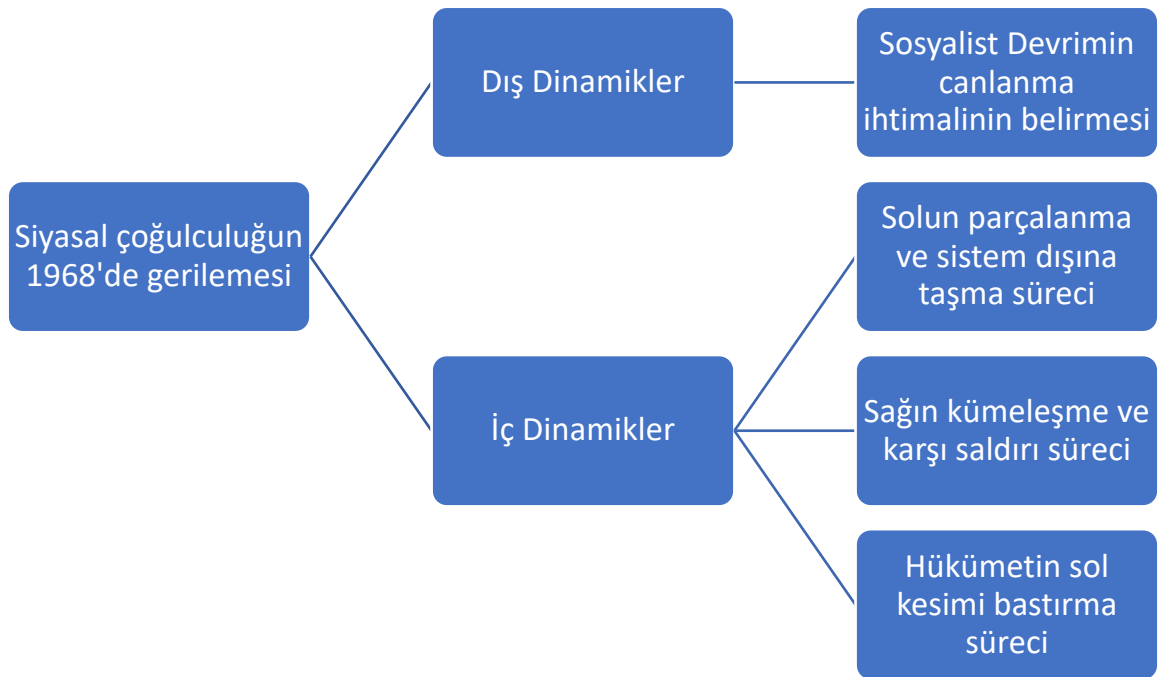 Siyasal çoğulculuğun
1968'de gerilemesi
Dış Dinamikler
Sosyalist Devrimin
canlanma
ihtimalinin belirmesi
İç Dinamikler
Solun parçalanma
ve sistem dışına
taşma süreci
Sağın kümeleşme ve
karşı saldırı süreci
Hükümetin sol
kesimi bastırma
süreci